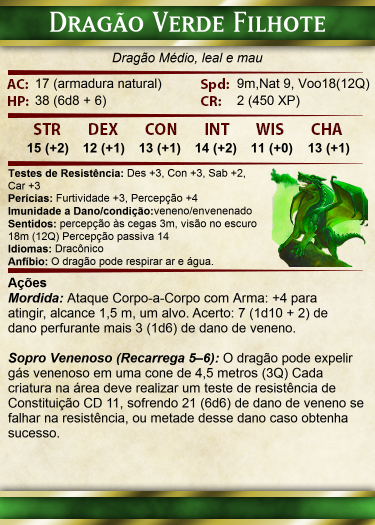 DRAGÃO VERDE FILHOTE
Dragão Médio, leal e mau
AC: 17 (armadura natural) Spd: 9m,Nat 9, Voo18(12Q)
HP: 38 (6d8 + 6) CR: 2 (450 XP)
STR DEX CON INT WIS CHA
15 (+2) 12 (+1) 13 (+1) 14 (+2) 11 (+0) 13 (+1)
Testes de Resistência: Des +3, Con +3, Sab +2,
Car +3
Perícias: Furtividade +3, Percepção +4
Imunidade a Dano/condição:veneno/envenenado
Sentidos: percepção às cegas 3m, visão no escuro
18m (12Q) Percepção passiva 14
Idiomas: Dracônico
Anfíbio: O dragão pode respirar ar e água.
Ações
Mordida: Ataque Corpo-a-Corpo com Arma: +4 para
atingir, alcance 1,5 m, um alvo. Acerto: 7 (1d10 + 2) de
dano perfurante mais 3 (1d6) de dano de veneno.
Sopro Venenoso (Recarrega 5–6): O dragão pode expelir
gás venenoso em uma cone de 4,5 metros (3Q) Cada
criatura na área deve realizar um teste de resistência de
Constituição CD 11, sofrendo 21 (6d6) de dano de veneno se
falhar na resistência, ou metade desse dano caso obtenha
sucesso.